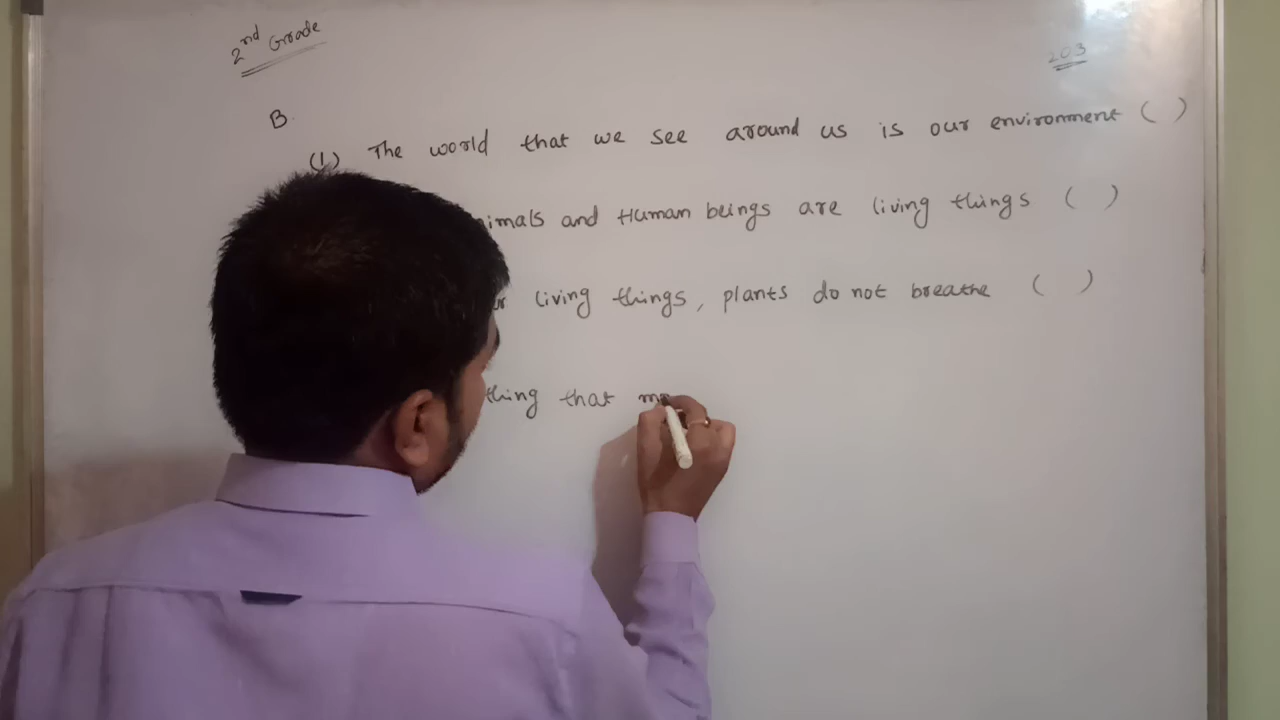 2nd Grade
203
B.
(1) The world that we see around us is our environment ( )
and Human beings are living things ( )
living things, plants do not breathe ( )
thing that